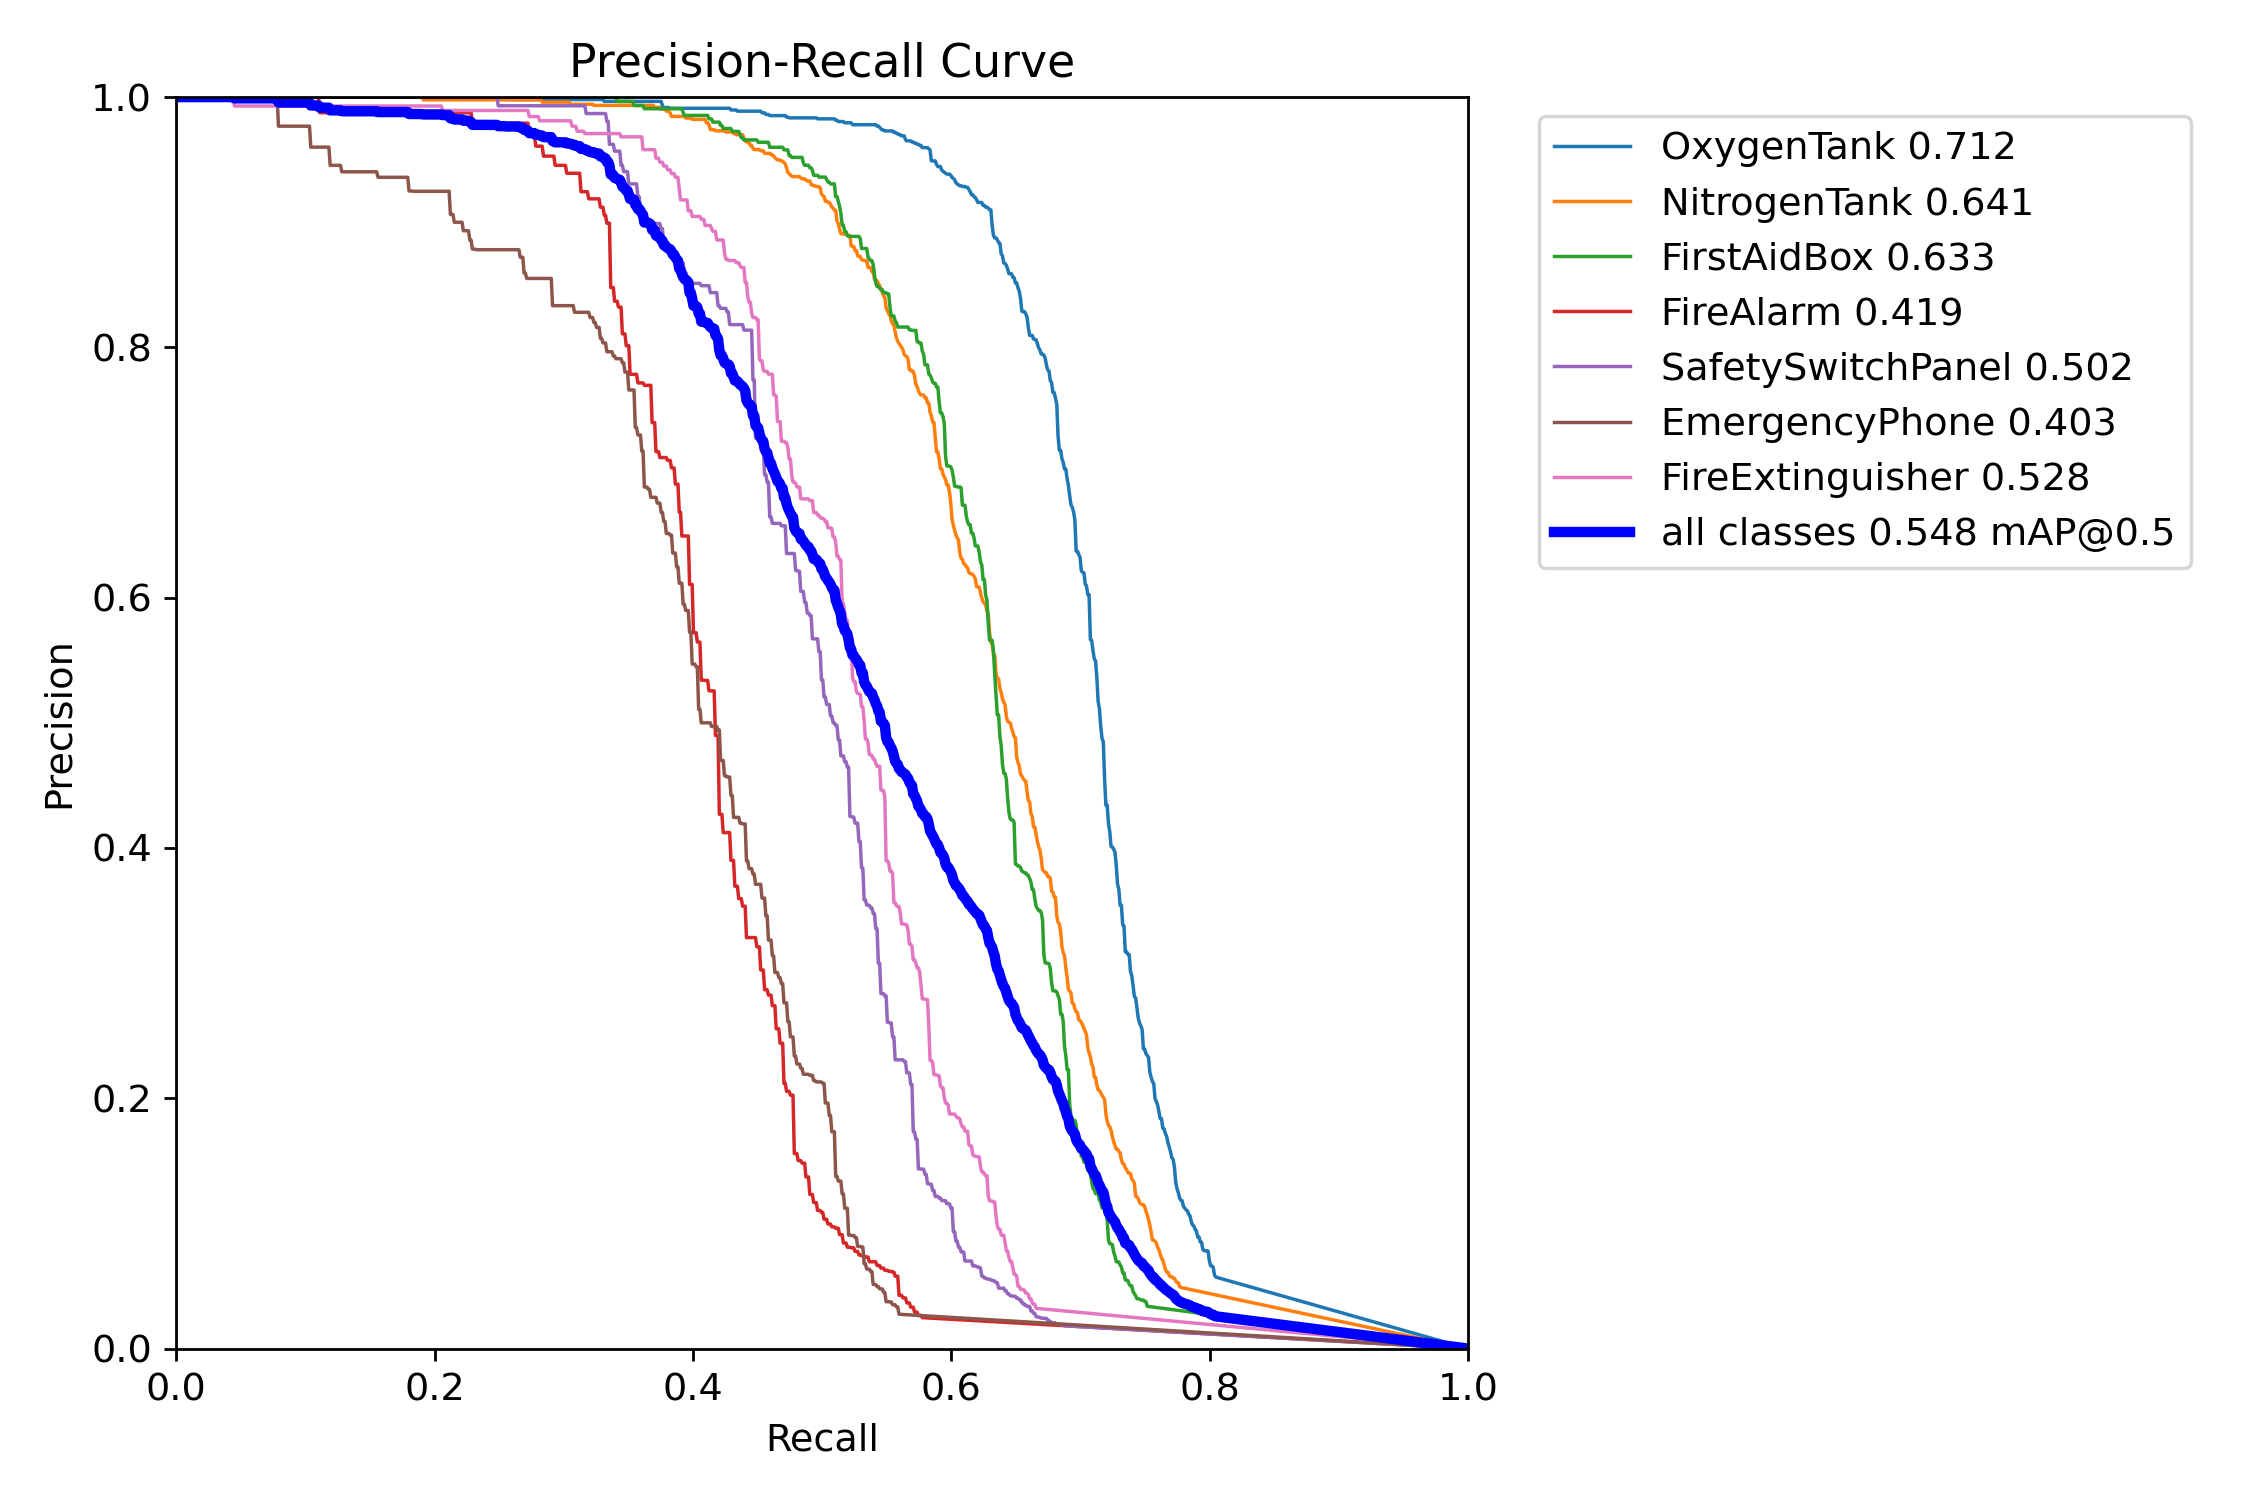 Precision-Recall Curve
1.0
0.8
0.6
0.4
0.2
0.0
Precision
0.0 0.2 0.4 0.6 0.8 1.0
Recall
OxygenTank 0.712
NitrogenTank 0.641
FirstAidBox 0.633
FireAlarm 0.419
SafetySwitchPanel 0.502
EmergencyPhone 0.403
FireExtinguisher 0.528
all classes 0.548 mAP@0.5